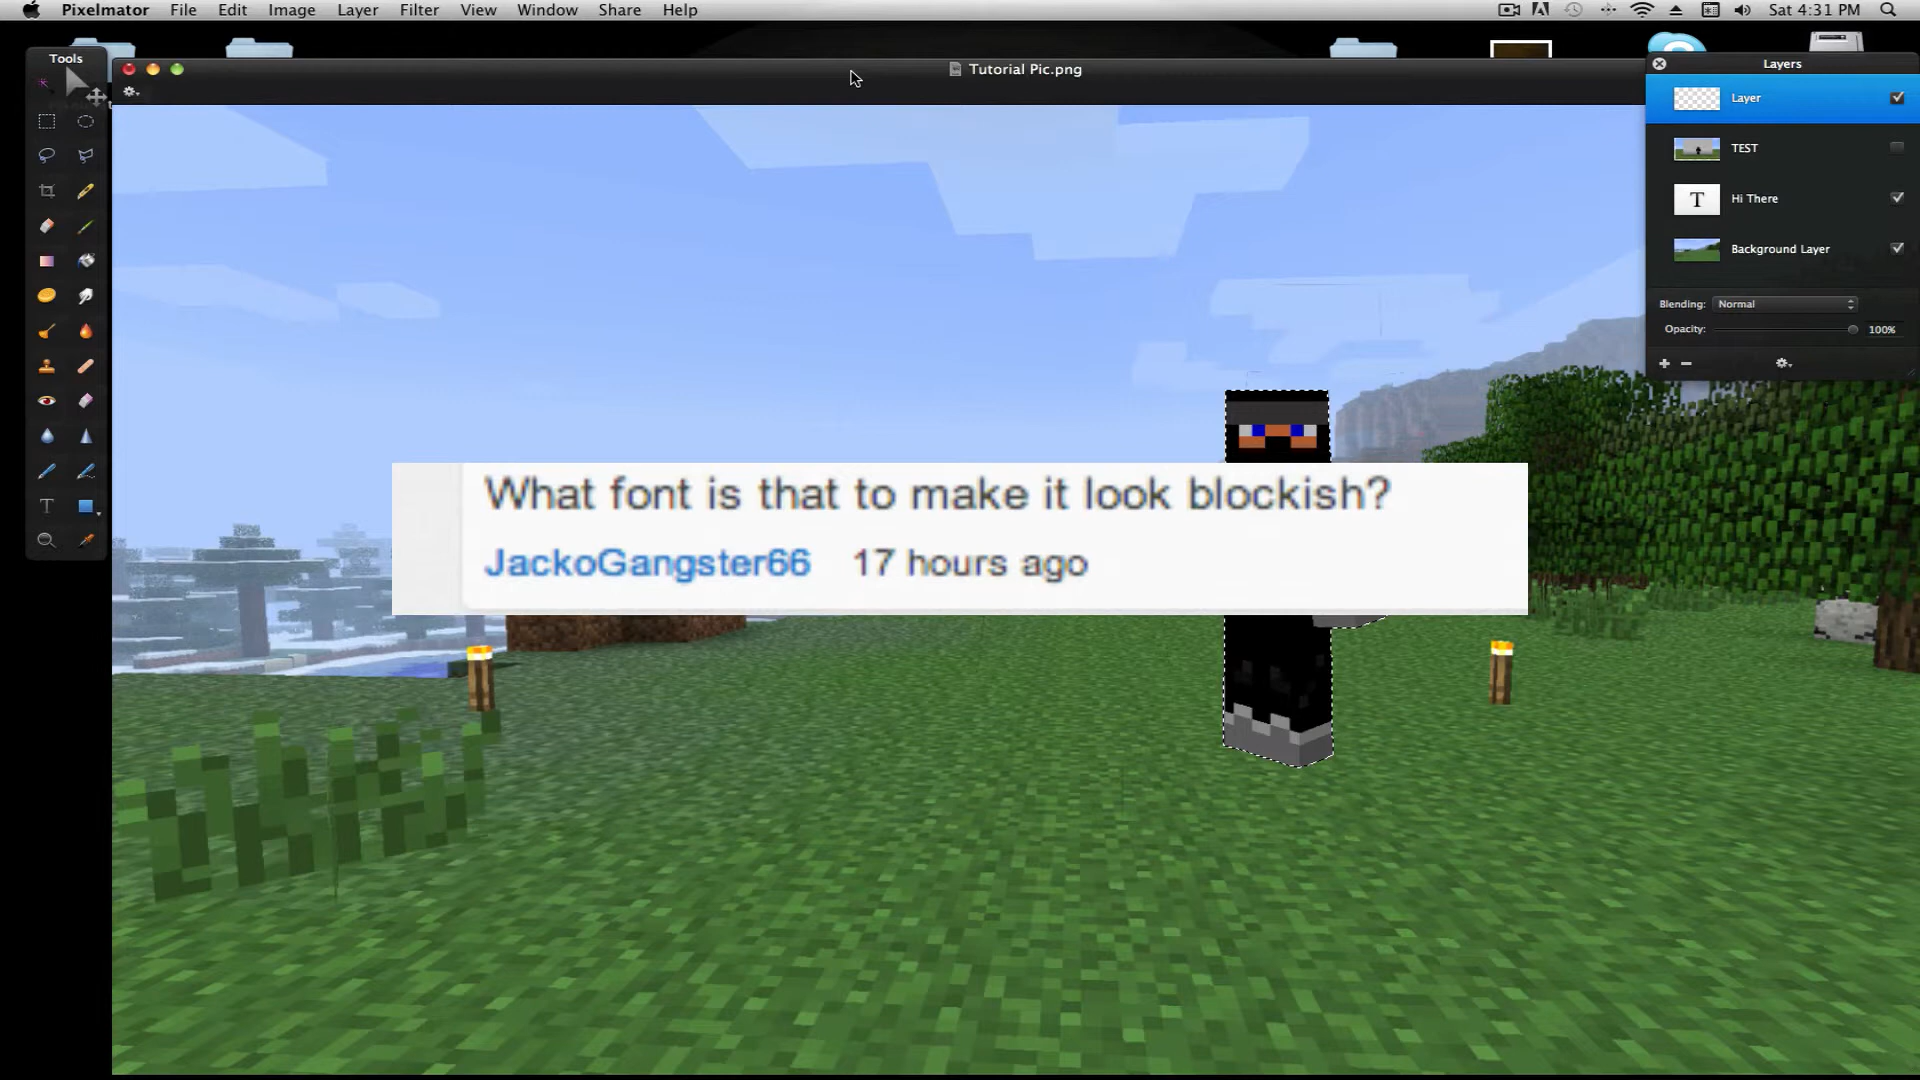 Pixelmator File Edit Image Layer Filter View Window Share Help Sat 4:31 PM
Tools
Tutorial Pic.png
Layers
Layer
TEST
T Hi There
Background Layer
Blending: Normal
Opacity: 100%
What font is that to make it look blockish?
JackoGangster66 17 hours ago
T